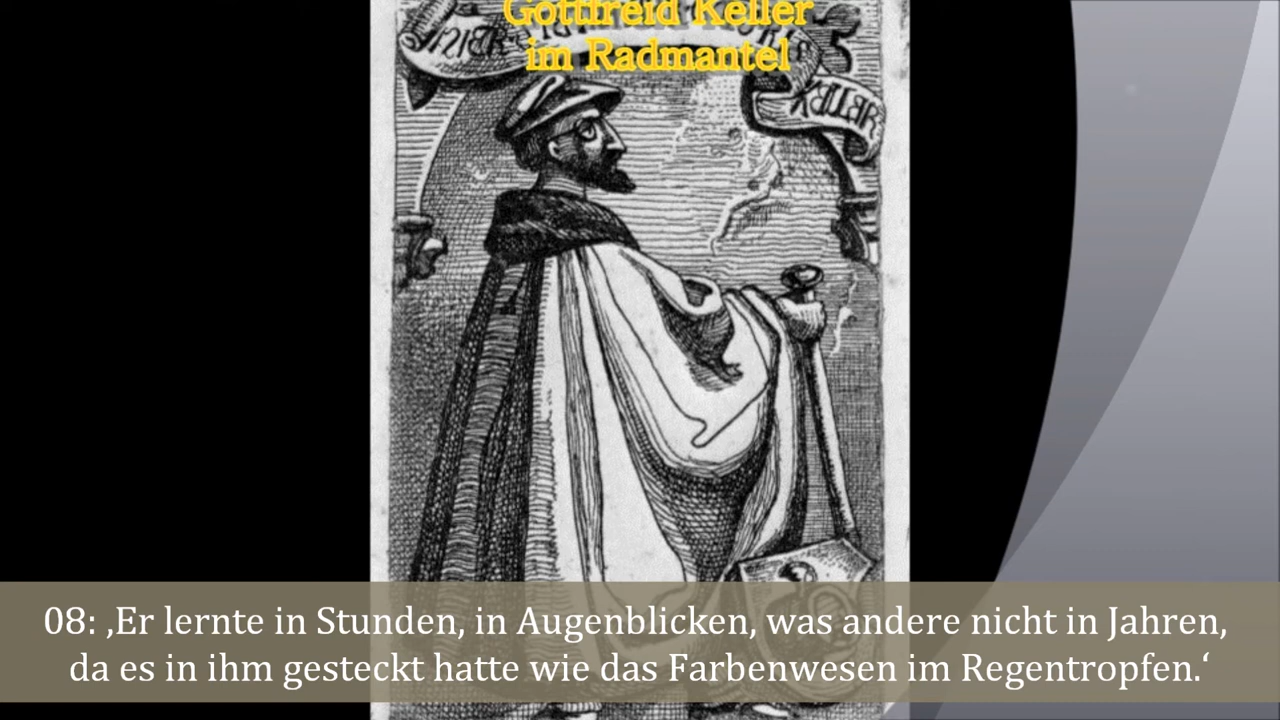 Gottfreid Keller
im Radmantel
08: ‚Er lernte in Stunden, in Augenblicken, was andere nicht in Jahren,
da es in ihm gesteckt hatte wie das Farbenwesen im Regentropfen.‘